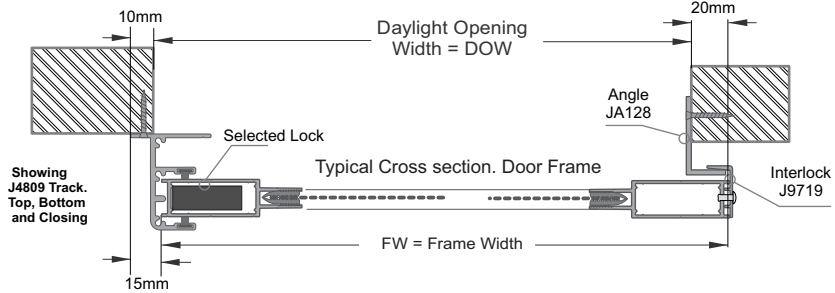 10mm
20mm
Daylight Opening
Width = DOW
Angle
JA128
Selected Lock
Typical Cross section. Door Frame
Interlock
J9719
Showing
J4809 Track.
Top, Bottom
and Closing
FW = Frame Width
15mm